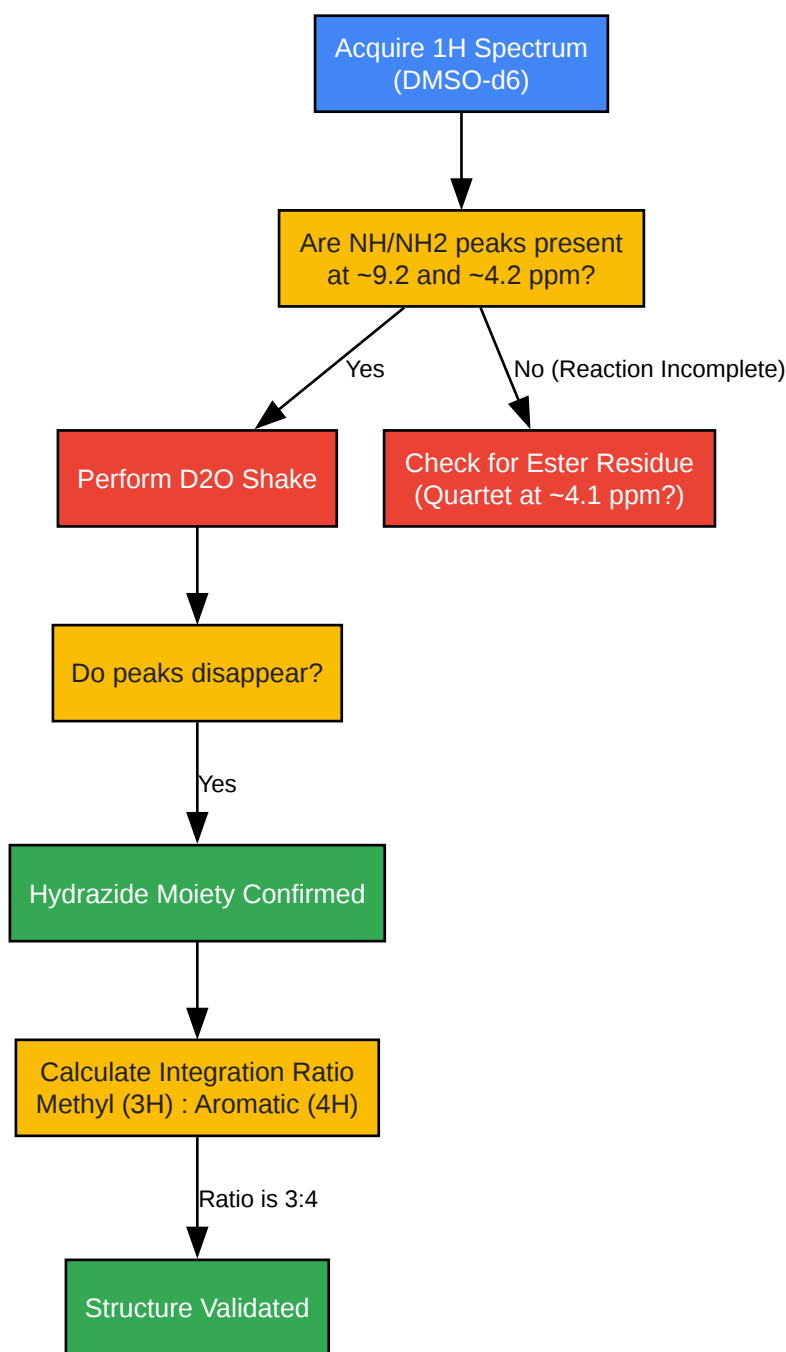 Acquire 1H Spectrum
(DMSO-d6)
Are NH/NH2 peaks present
at ~9.2 and ~4.2 ppm?
Yes
No (Reaction Incomplete)
Perform D2O Shake
Check for Ester Residue
(Quartet at ~4.1 ppm?)
Do peaks disappear?
Yes
Hydrazide Moiety Confirmed
Calculate Integration Ratio
Methyl (3H) : Aromatic (4H)
Ratio is 3:4
Structure Validated